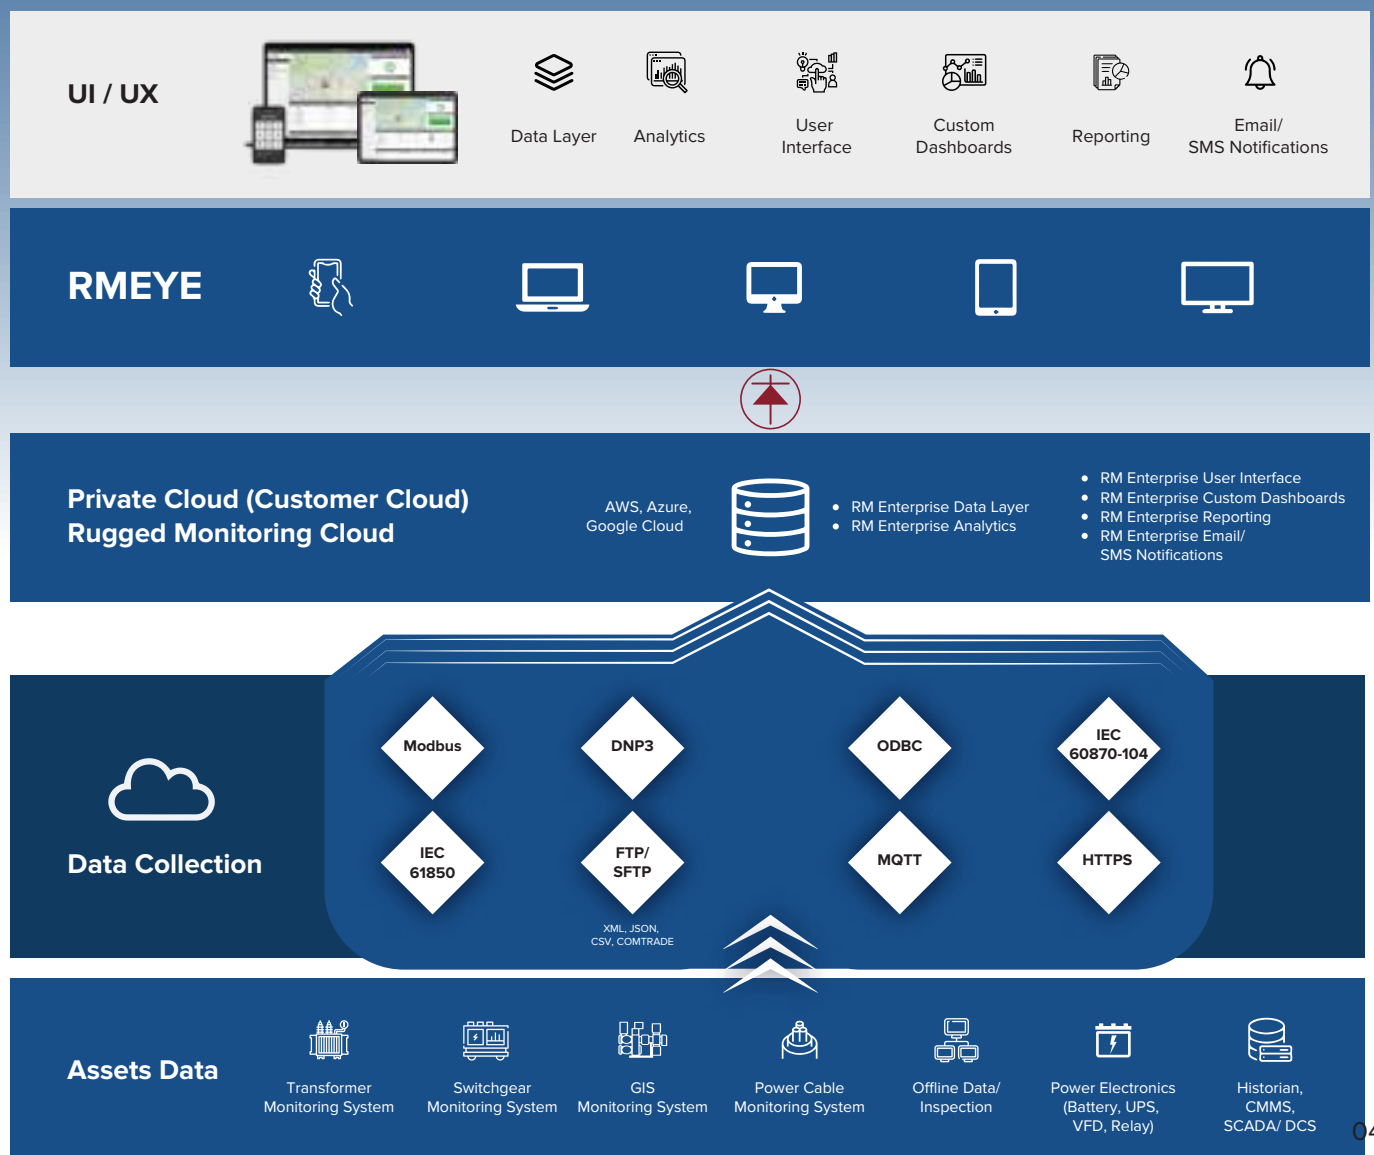 UI / UX
Data Layer
Analytics
User
Interface
Custom
Dashboards
Reporting
Email/
SMS Notifications
RMEYE
Private Cloud (Customer Cloud)
Rugged Monitoring Cloud
AWS, Azure,
Google Cloud
• RM Enterprise Data Layer
• RM Enterprise Analytics
• RM Enterprise User Interface
• RM Enterprise Custom Dashboards
• RM Enterprise Reporting
• RM Enterprise Email/
SMS Notifications
Data Collection
Modbus
DNP3
ODBC
IEC
60870-104
IEC
61850
FTP/
SFTP
MQTT
HTTPS
XML, JSON,
CSV, COMTRADE
Assets Data
Transformer
Monitoring System
Switchgear
Monitoring System
GIS
Monitoring System
Power Cable
Monitoring System
Offline Data/
Inspection
Power Electronics
(Battery, UPS,
VFD, Relay)
Historian,
CMMS,
SCADA/ DCS
04